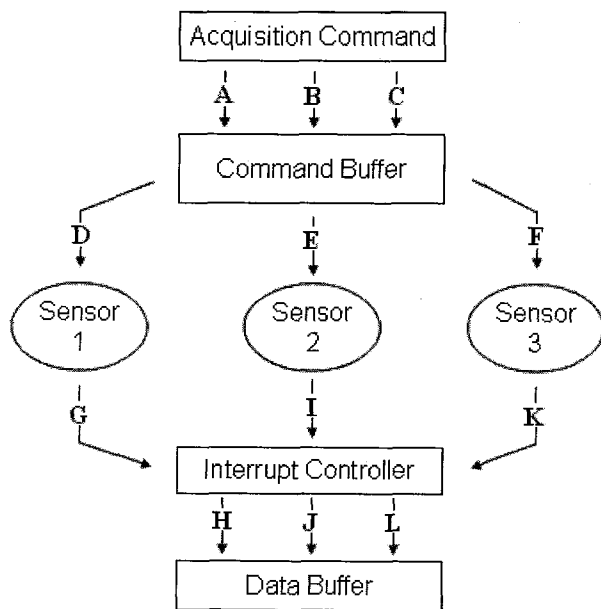 Acquisition Command
A B C
Command Buffer
D E F
Sensor 1
Sensor 2
Sensor 3
G I K
Interrupt Controller
H J L
Data Buffer